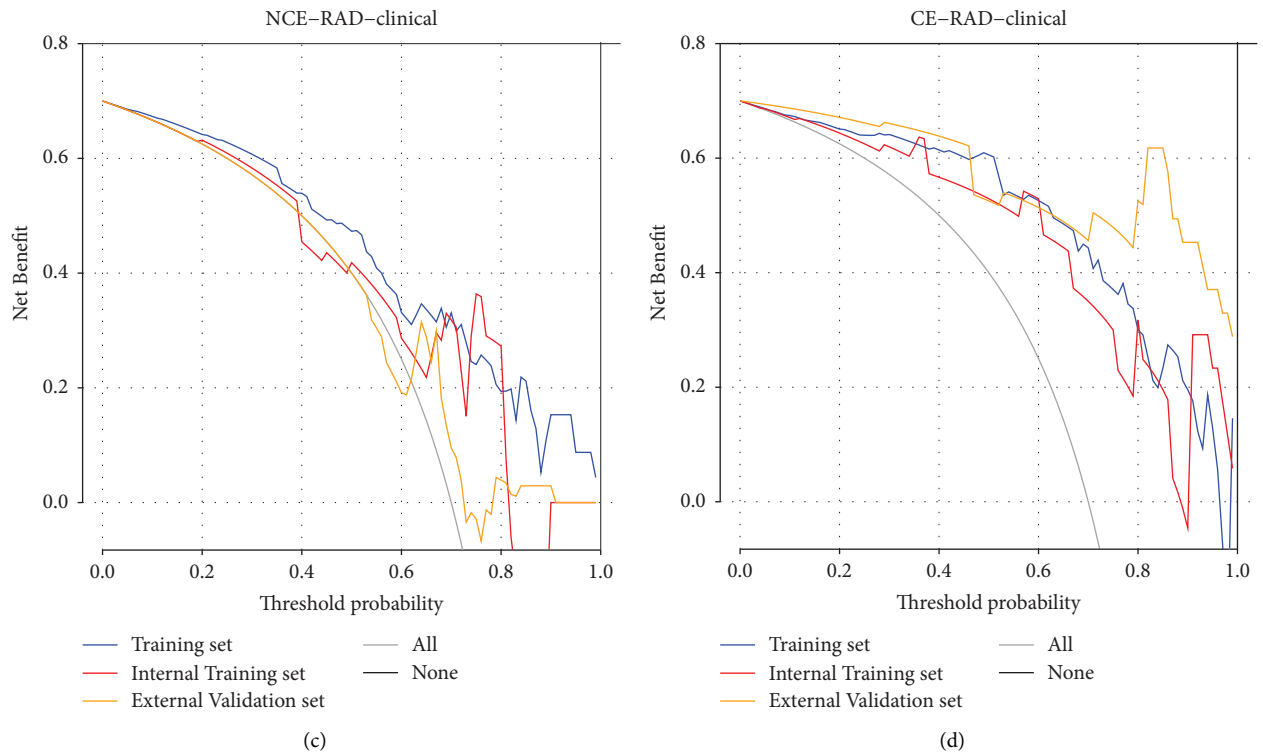 NCE−RAD−clinical
0.8
0.6
0.4
0.2
0.0
Net Benefit
0.0 0.2 0.4 0.6 0.8 1.0
Threshold probability
Training set
Internal Training set
External Validation set
All
None
(c)
CE−RAD−clinical
0.8
0.6
0.4
0.2
0.0
Net Benefit
0.0 0.2 0.4 0.6 0.8 1.0
Threshold probability
Training set
Internal Training set
External Validation set
All
None
(d)